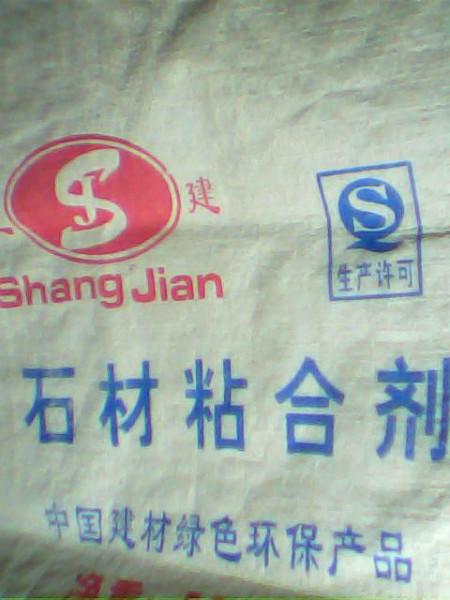 建
Shang Jian
生产许可
石材粘合剂
中国建材绿色环保产品